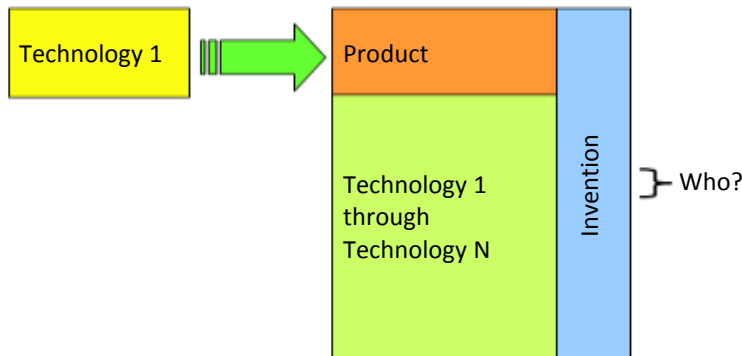 Technology 1
Product
Technology 1
through
Technology N
Invention
Who?